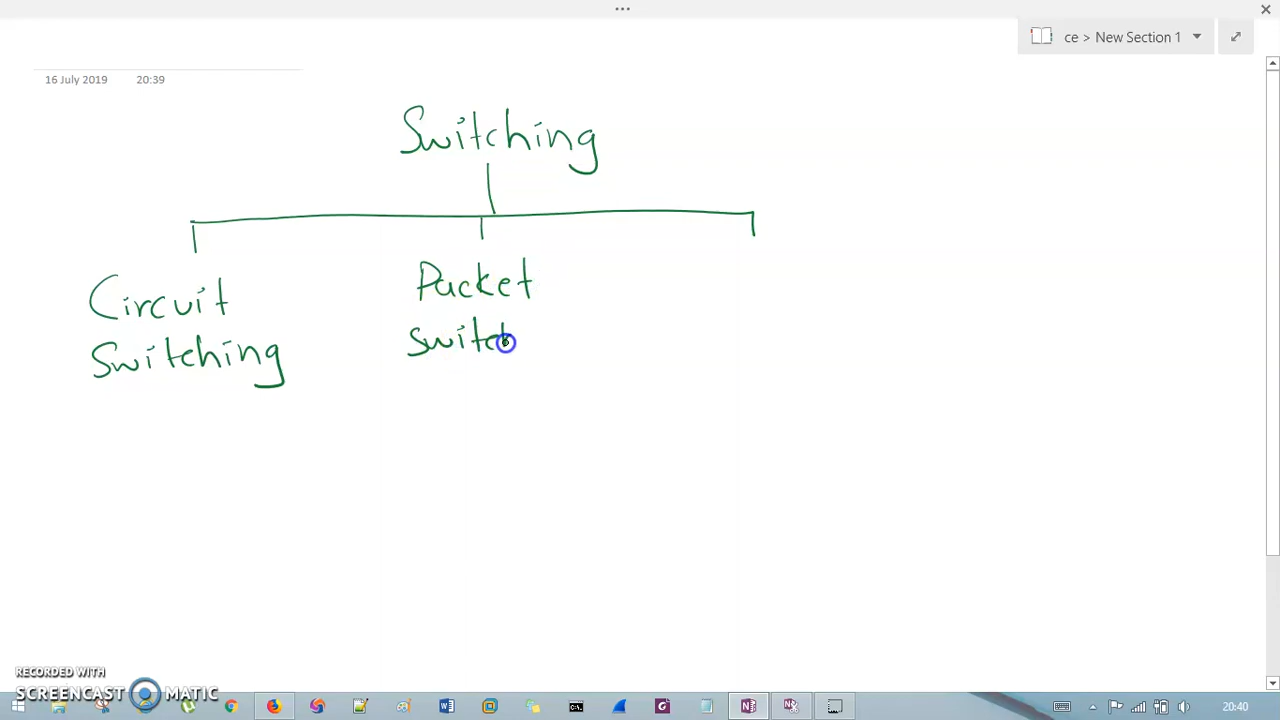 ce > New Section 1
16 July 2019 20:39
Switching
Circuit
Switching
Packet
switch
RECORDED WITH
SCREENCAST MATIC
20:40